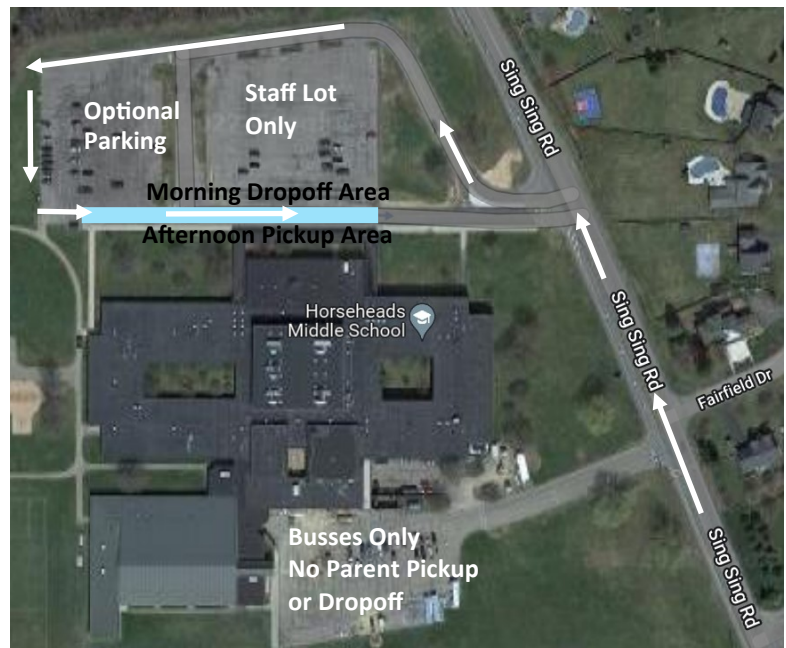 Sing Sing Rd
Optional
Parking
Staff Lot
Only
Morning Dropoff Area
Afternoon Pickup Area
Horseheads
Middle School
Sing Sing Rd
Fairfield Dr
Busses Only
No Parent Pickup
or Dropoff
Sing Sing Rd